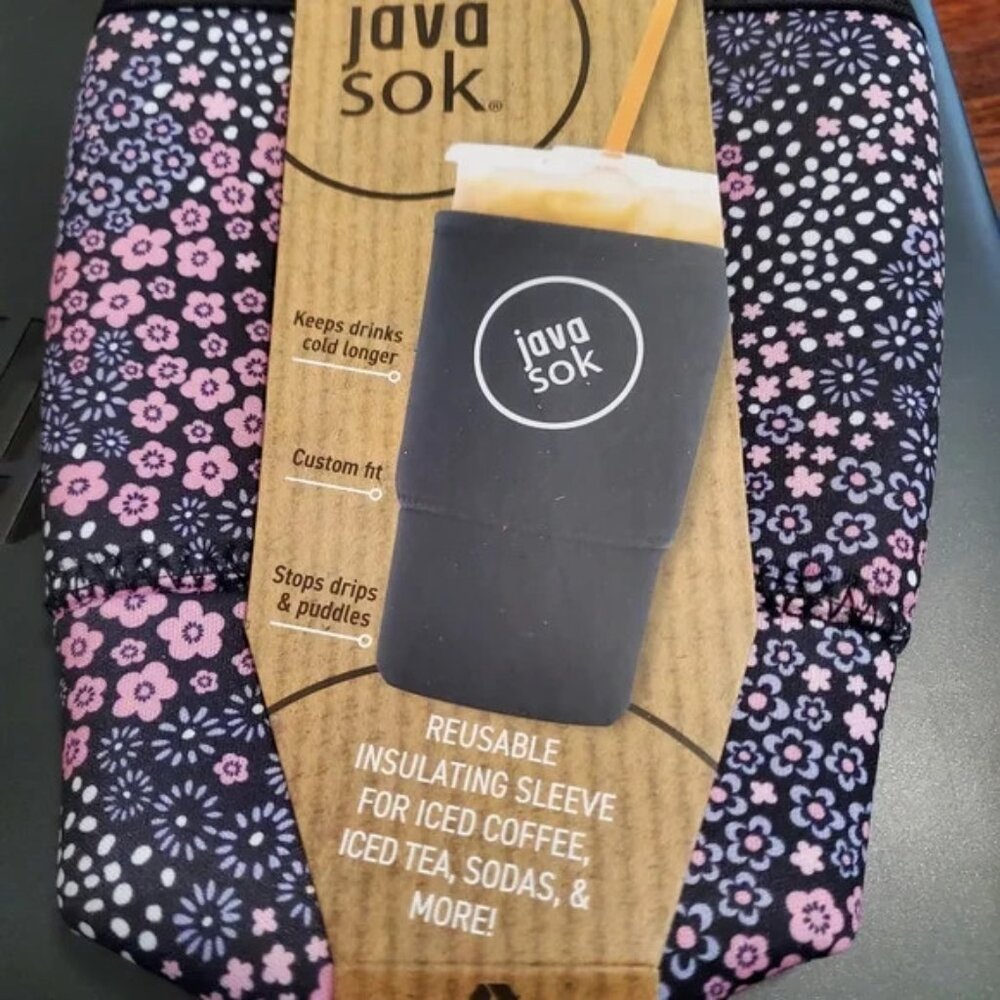 java
sok®
java
sok
Keeps drinks
cold longer
Custom fit
Stops drips
& puddles
REUSABLE
INSULATING SLEEVE
FOR ICED COFFEE,
ICED TEA, SODAS, &
MORE!